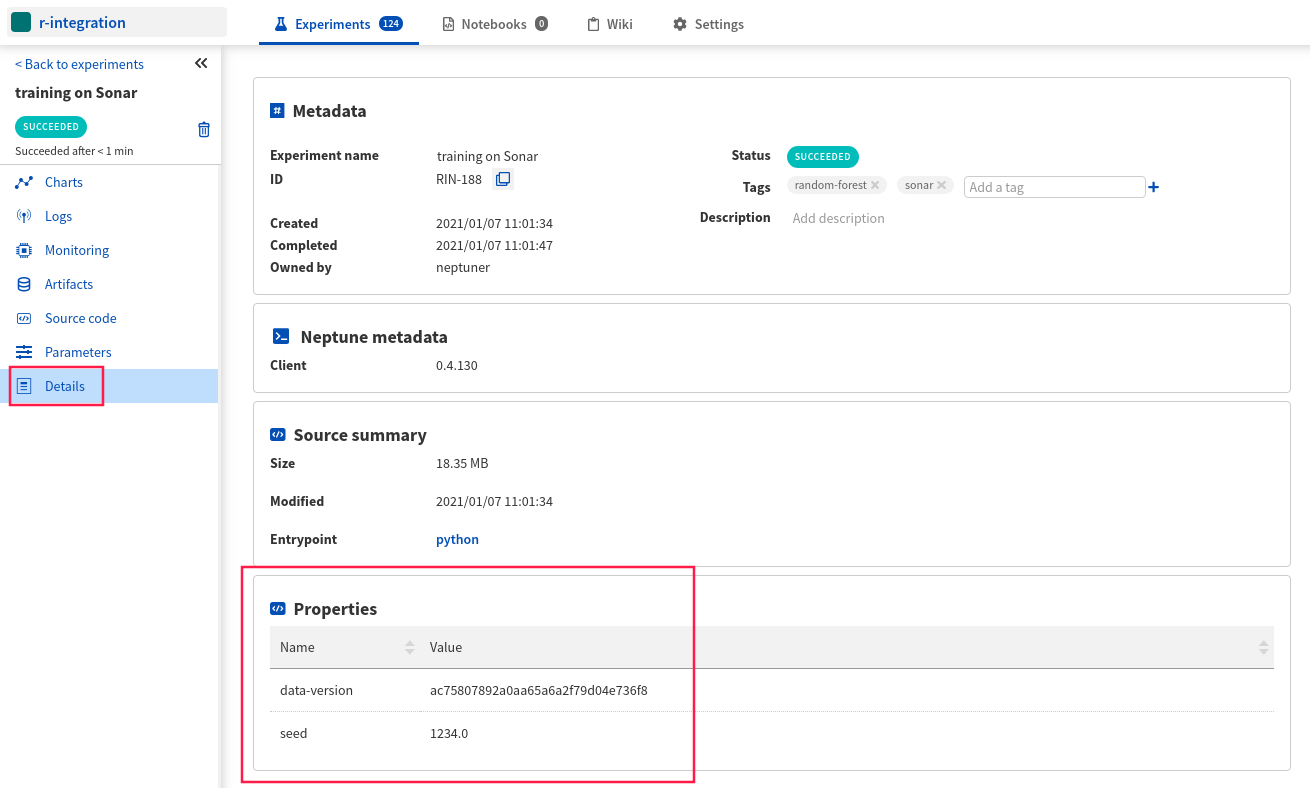 r-integration
Experiments 124
Notebooks 0
Wiki
Settings
< Back to experiments
training on Sonar
SUCCEEDED
Succeeded after < 1 min
Charts
Logs
Monitoring
Artifacts
Source code
Parameters
Details
Metadata
Experiment name training on Sonar
ID RIN-188
Created 2021/01/07 11:01:34
Completed 2021/01/07 11:01:47
Owned by neptuner
Status SUCCEEDED
Tags random-forest sonar Add a tag
Description Add description
Neptune metadata
Client 0.4.130
Source summary
Size 18.35 MB
Modified 2021/01/07 11:01:34
Entrypoint python
Properties
Name Value
data-version ac75807892a0aa65a6a2f79d04e736f8
seed 1234.0